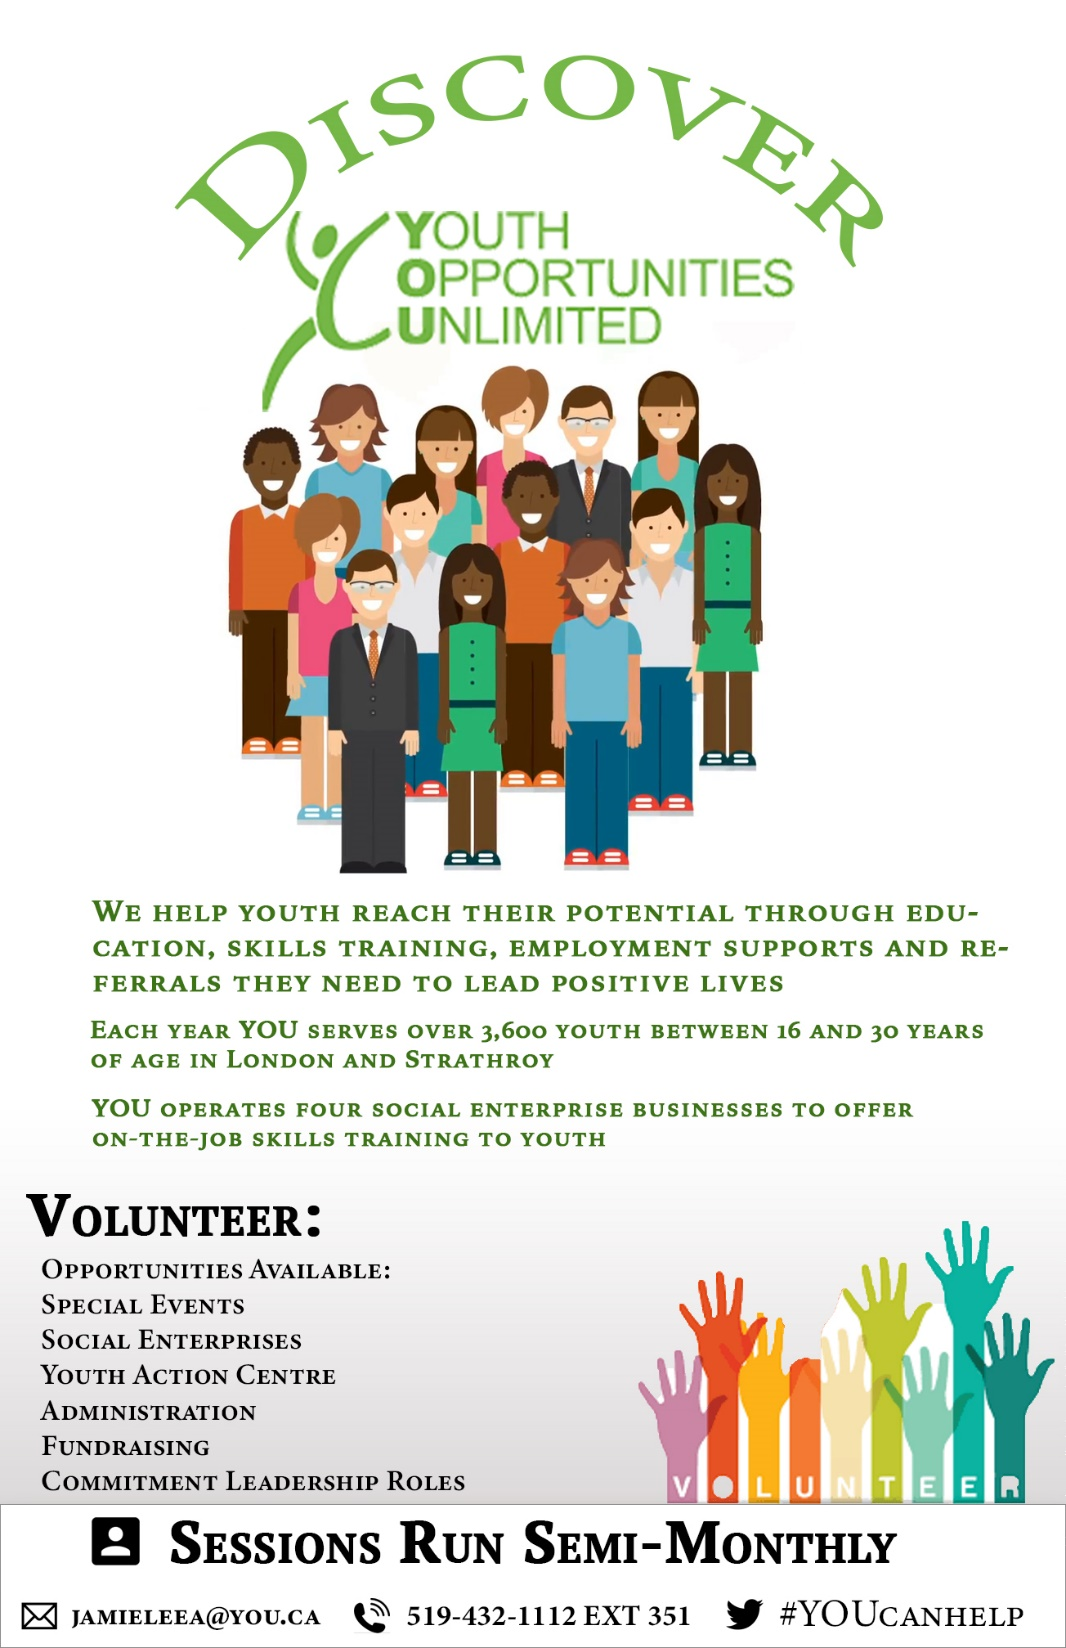 Discover
YOUTH
OPPORTUNITIES
UNLIMITED
We help youth reach their potential through edu-
cation, skills training, employment supports and re-
ferrals they need to lead positive lives
Each year YOU serves over 3,600 youth between 16 and 30 years
of age in London and Strathroy
YOU operates four social enterprise businesses to offer
on-the-job skills training to youth
Volunteer:
Opportunities Available:
Special Events
Social Enterprises
Youth Action Centre
Administration
Fundraising
Commitment Leadership Roles
VOLUNTEER
Sessions Run Semi-Monthly
jamieleea@you.ca 519-432-1112 EXT 351 #YOUcanhelp